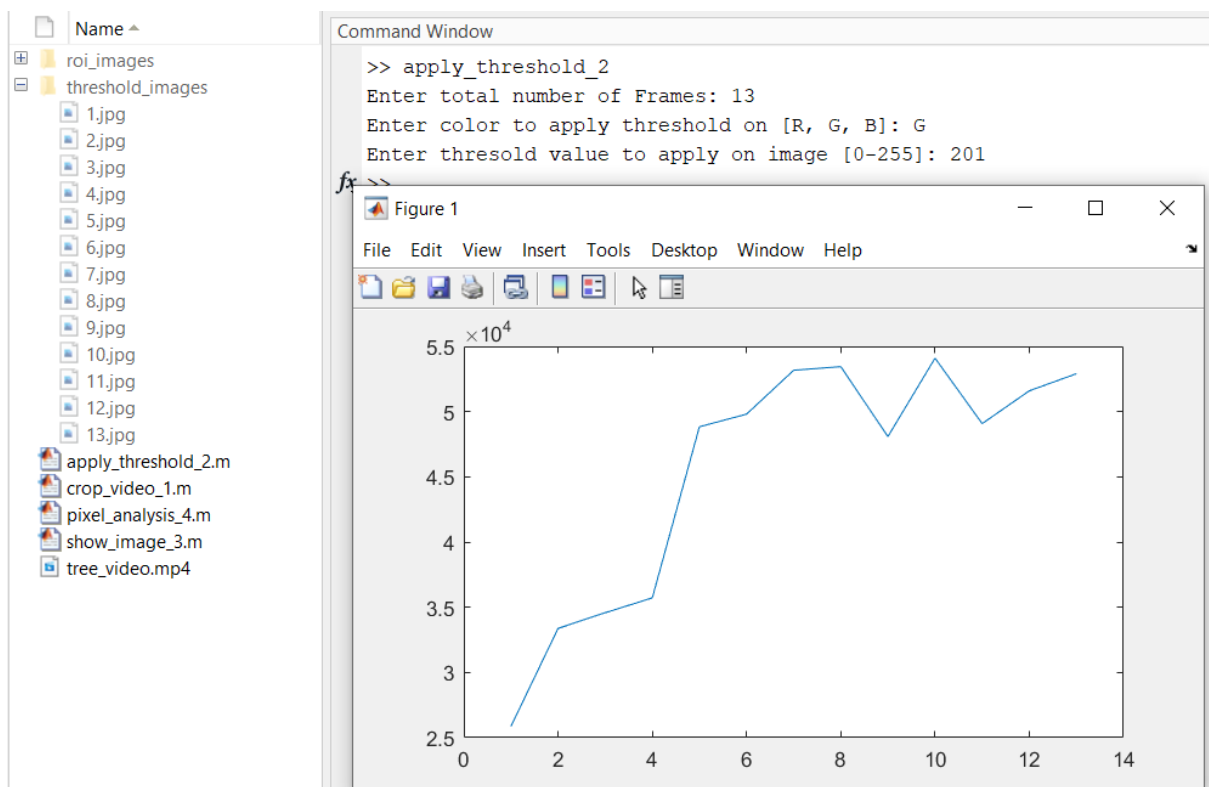 Name
roi_images
threshold_images
1.jpg
2.jpg
3.jpg
4.jpg
5.jpg
6.jpg
7.jpg
8.jpg
9.jpg
10.jpg
11.jpg
12.jpg
13.jpg
apply_threshold_2.m
crop_video_1.m
pixel_analysis_4.m
show_image_3.m
tree_video.mp4
Command Window
>> apply_threshold_2
Enter total number of Frames: 13
Enter color to apply threshold on [R, G, B]: G
Enter thresold value to apply on image [0-255]: 201
fx >>
Figure 1
File Edit View Insert Tools Desktop Window Help
×10^4
5.5
5
4.5
4
3.5
3
2.5
0 2 4 6 8 10 12 14